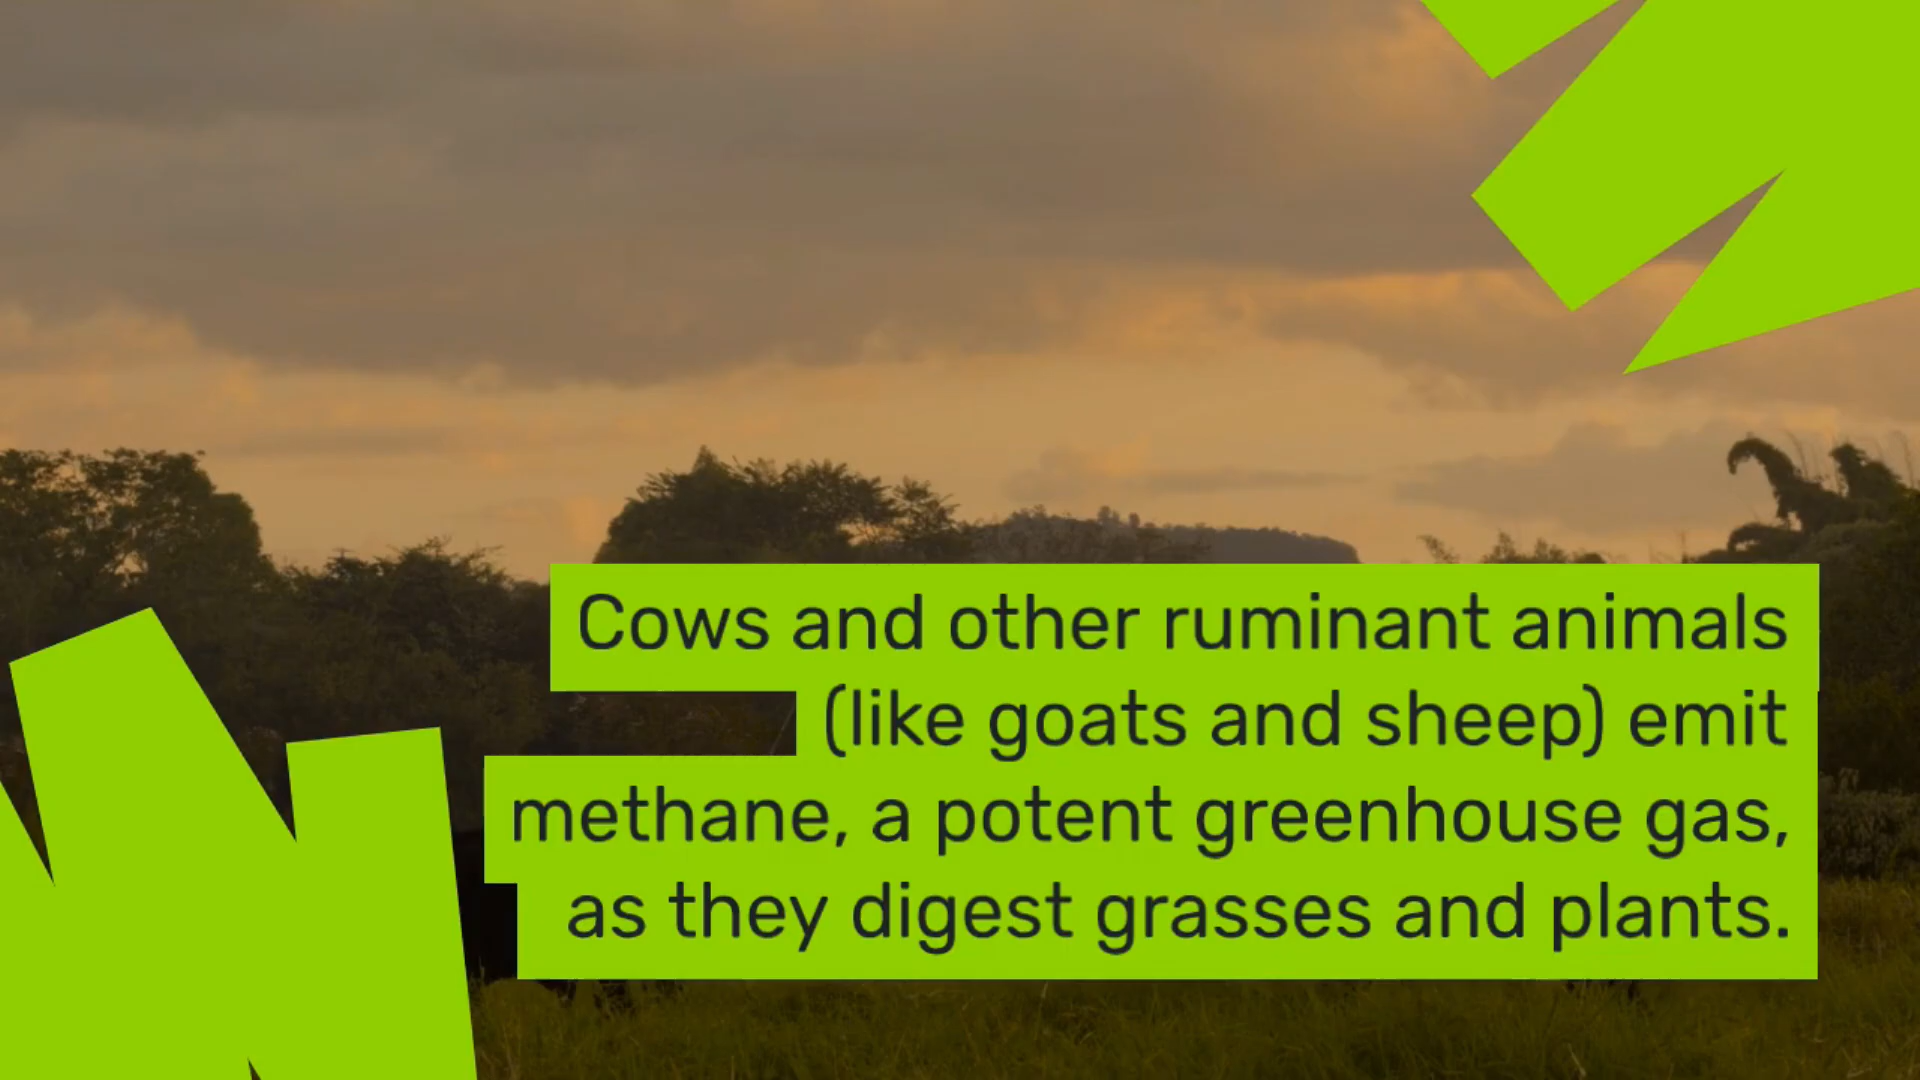 Cows and other ruminant animals
(like goats and sheep) emit
methane, a potent greenhouse gas,
as they digest grasses and plants.